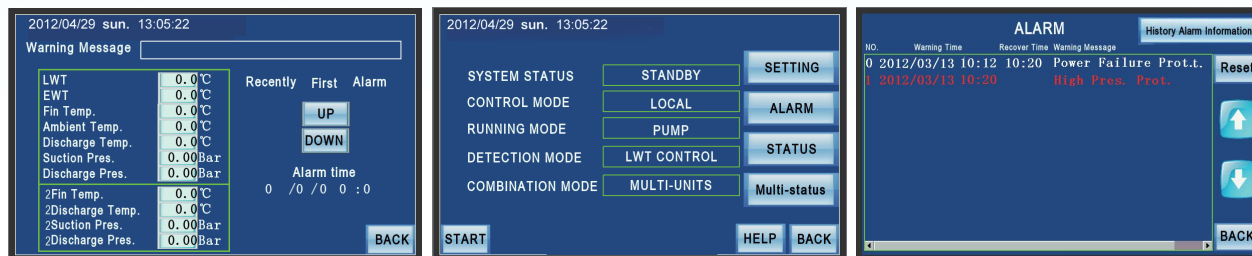 2012/04/29 sun. 13:05:22
Warning Message
LWT 0.0℃
EWT 0.0℃
Fin Temp. 0.0℃
Ambient Temp. 0.0℃
Discharge Temp. 0.0℃
Suction Pres. 0.00Bar
Discharge Pres. 0.00Bar
2Fin Temp. 0.0℃
2Discharge Temp. 0.0℃
2Suction Pres. 0.00Bar
2Discharge Pres. 0.00Bar
Recently First Alarm
UP
DOWN
Alarm time
0 /0 /0 0 :0
BACK
2012/04/29 sun. 13:05:22
SYSTEM STATUS STANDBY
CONTROL MODE LOCAL
RUNNING MODE PUMP
DETECTION MODE LWT CONTROL
COMBINATION MODE MULTI-UNITS
SETTING
ALARM
STATUS
Multi-status
START
HELP BACK
ALARM
History Alarm Information
NO. Warning Time Recover Time Warning Message
0 2012/03/13 10:12 10:20 Power Failure Prot.t.
1 2012/03/13 10:20 High Pres. Prot.
Reset
BACK